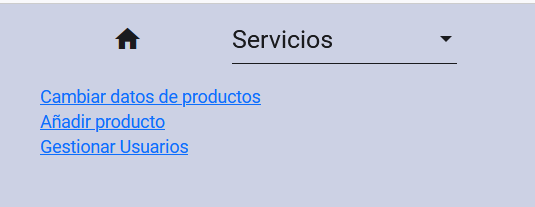 Servicios
Cambiar datos de productos
Añadir producto
Gestionar Usuarios